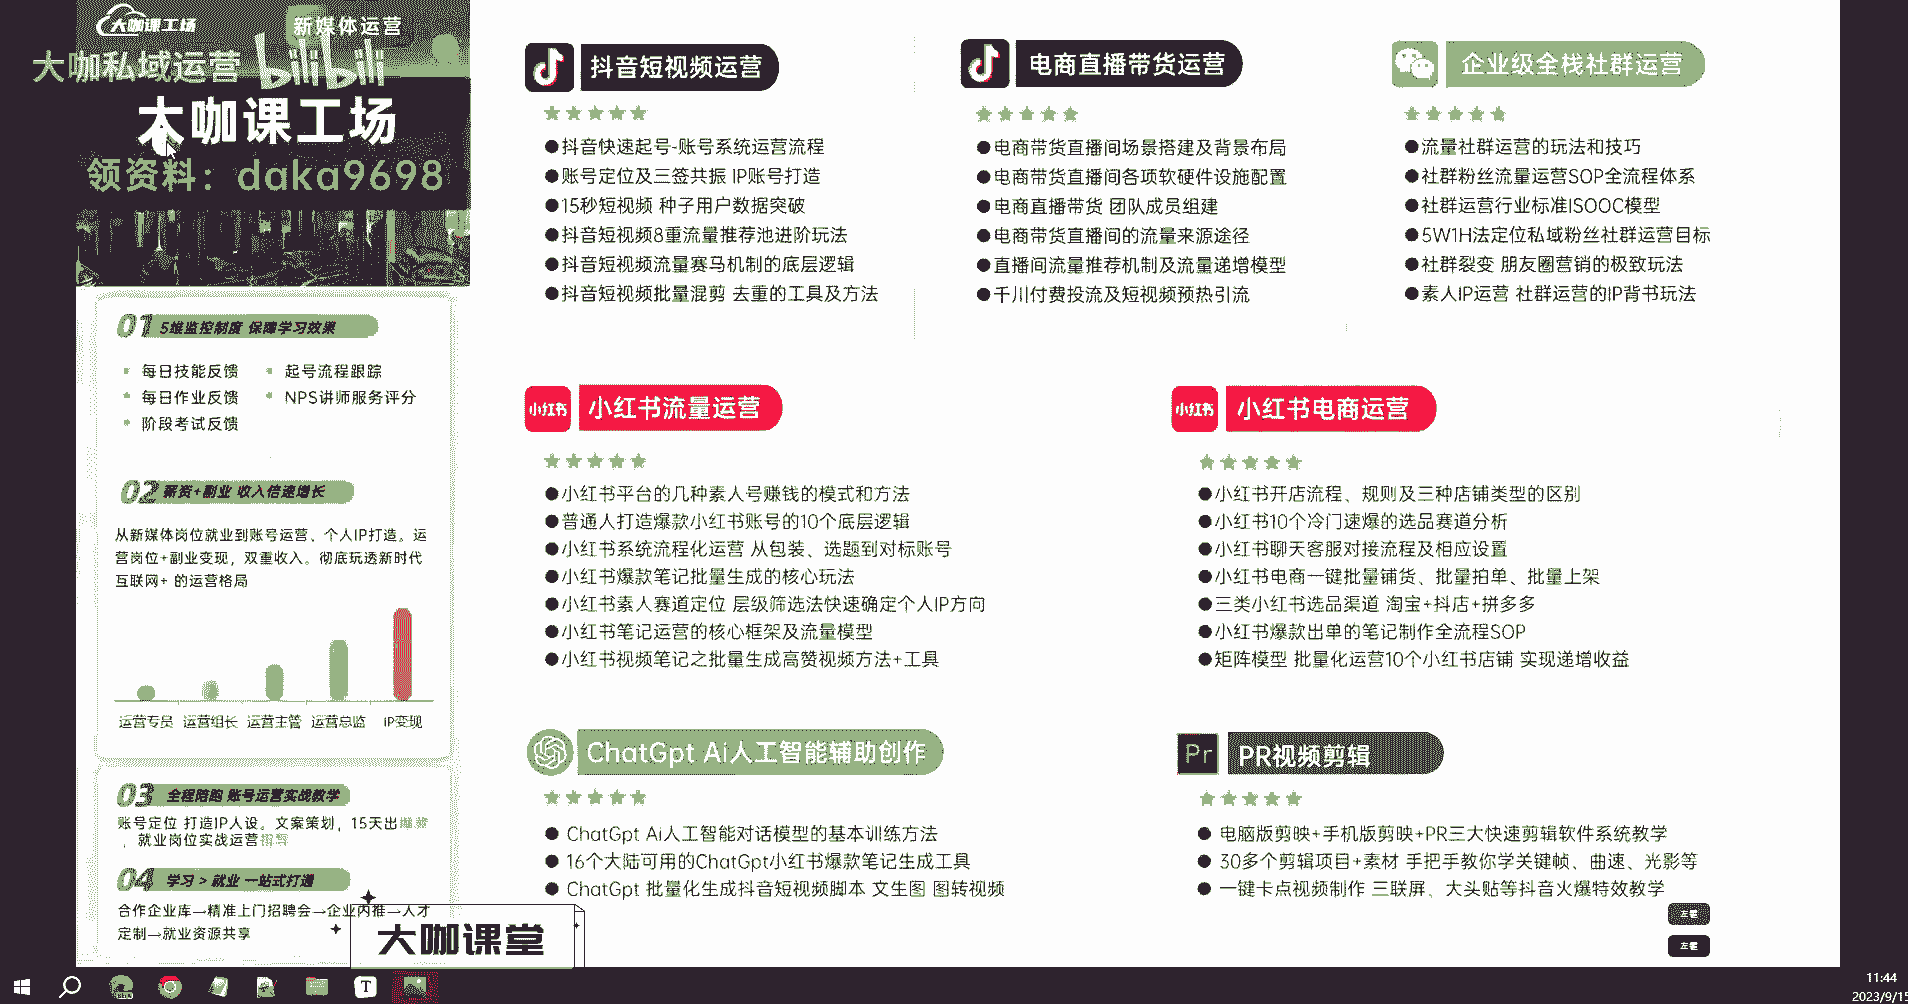 大咖课工场
新媒体运营
大咖私域运营 bilibili
大咖课工场
领资料：daka9698
01 5维监控制度 保障学习效果
每日技能反馈
起号流程跟踪
每日作业反馈
NPS讲师服务评分
阶段考试反馈
02 薪资+副业 收入倍速增长
从新媒体岗位就业到账号运营、个人IP打造。运
营岗位+副业变现，双重收入。彻底玩透新时代
互联网+ 的运营格局
运营专员 运营组长 运营主管 运营总监 IP变现
03 全程陪跑 账号运营实战教学
账号定位 打造IP人设。文案策划，15天出
，就业岗位实战运营
04 学习 > 就业 一站式打通
合作企业库→精准上门招聘会→企业内推→人才
定制→就业资源共享
大咖课堂
抖音短视频运营
●抖音快速起号-账号系统运营流程
●账号定位及三签共振 IP账号打造
●15秒短视频 种子用户数据突破
●抖音短视频8重流量推荐池进阶玩法
●抖音短视频流量赛马机制的底层逻辑
●抖音短视频批量混剪 去重的工具及方法
电商直播带货运营
●电商带货直播间场景搭建及背景布局
●电商带货直播间各项软硬件设施配置
●电商直播带货 团队成员组建
●电商带货直播间的流量来源途径
●直播间流量推荐机制及流量递增模型
●千川付费投流及短视频预热引流
企业级全栈社群运营
●流量社群运营的玩法和技巧
●社群粉丝流量运营SOP全流程体系
●社群运营行业标准ISOOC模型
●5W1H法定位私域粉丝社群运营目标
●社群裂变 朋友圈营销的极致玩法
●素人IP运营 社群运营的IP背书玩法
小红书 小红书流量运营
●小红书平台的几种素人号赚钱的模式和方法
●普通人打造爆款小红书账号的10个底层逻辑
●小红书系统流程化运营 从包装、选题到对标账号
●小红书爆款笔记批量生成的核心玩法
●小红书素人赛道定位 层级筛选法快速确定个人IP方向
●小红书笔记运营的核心框架及流量模型
●小红书视频笔记之批量生成高赞视频方法+工具
小红书 小红书电商运营
●小红书开店流程、规则及三种店铺类型的区别
●小红书10个冷门速爆的选品赛道分析
●小红书聊天客服对接流程及相应设置
●小红书电商一键批量铺货、批量拍单、批量上架
●三类小红书选品渠道 淘宝+抖店+拼多多
●小红书爆款出单的笔记制作全流程SOP
●矩阵模型 批量化运营10个小红书店铺 实现递增收益
ChatGpt Ai人工智能辅助创作
● ChatGpt Ai人工智能对话模型的基本训练方法
● 16个大陆可用的ChatGpt小红书爆款笔记生成工具
● ChatGpt 批量化生成抖音短视频脚本 文生图 图转视频
Pr PR视频剪辑
● 电脑版剪映+手机版剪映+PR三大快速剪辑软件系统教学
● 30多个剪辑项目+素材 手把手教你学关键帧、曲速、光影等
● 一键卡点视频制作 三联屏、大头贴等抖音火爆特效教学
左键
左键
T
11:44
2023/9/15